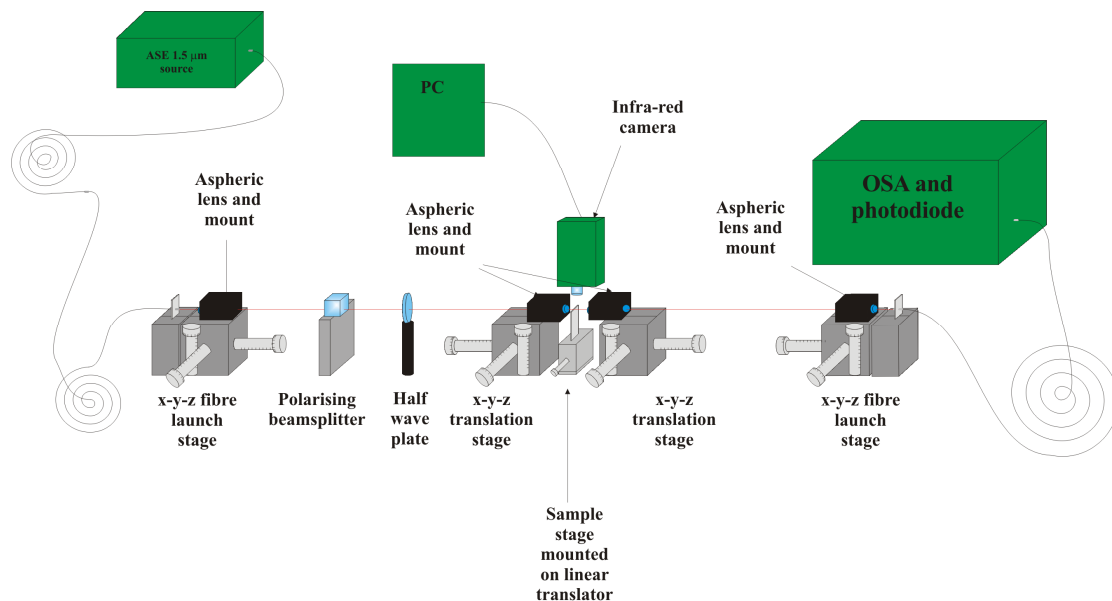 ASE 1.5 μm
source
PC
Infra-red
camera
OSA and
photodiode
Aspheric
lens and
mount
Aspheric
lens and
mount
Aspheric
lens and
mount
x-y-z fibre
launch
stage
Polarising
beamsplitter
Half
wave
plate
x-y-z
translation
stage
x-y-z
translation
stage
x-y-z fibre
launch
stage
Sample
stage
mounted
on linear
translator